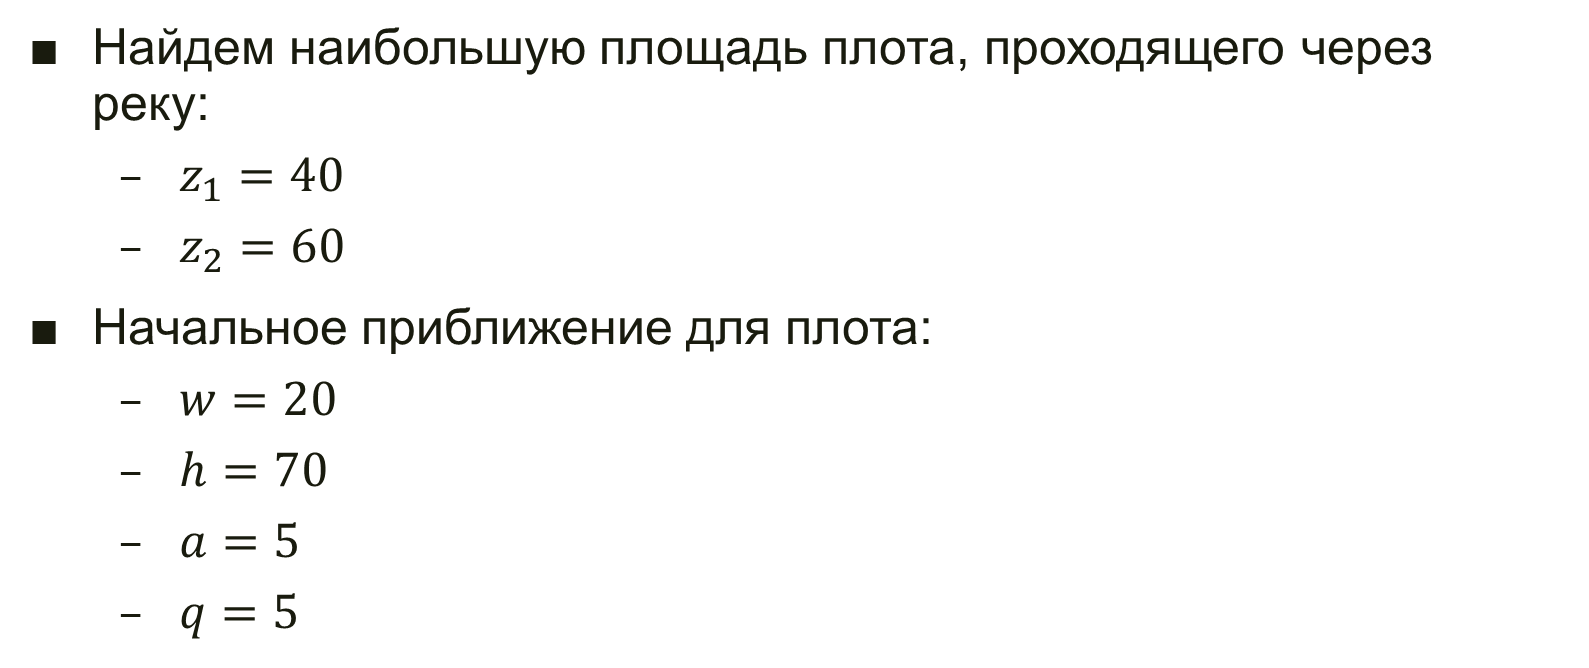 ■ Найдем наибольшую площадь плота, проходящего через
реку:
– z₁ = 40
– z₂ = 60
■ Начальное приближение для плота:
– w = 20
– h = 70
– a = 5
– q = 5